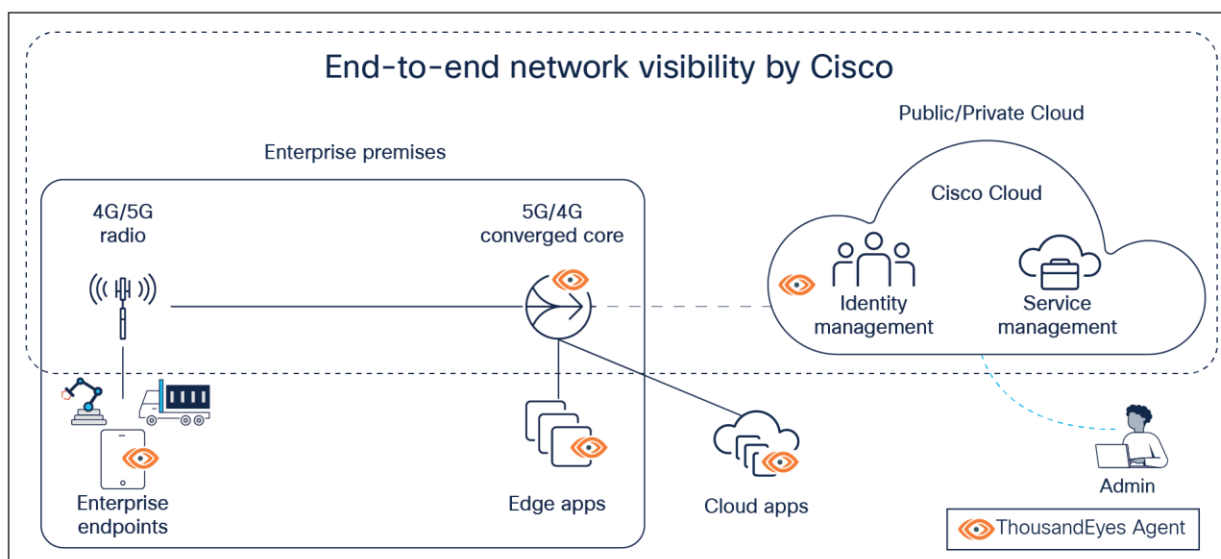 End-to-end network visibility by Cisco
Public/Private Cloud
Enterprise premises
Cisco Cloud
4G/5G
radio
5G/4G
converged core
Identity
management
Service
management
Enterprise
endpoints
Edge apps
Cloud apps
Admin
ThousandEyes Agent